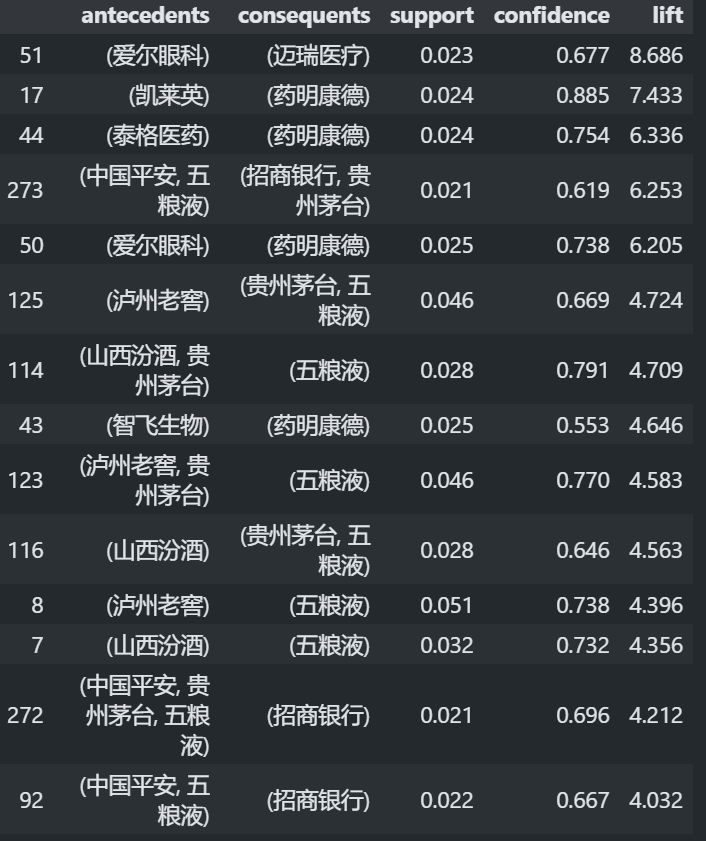 antecedents consequents support confidence lift
51 (爱尔眼科) (迈瑞医疗) 0.023 0.677 8.686
17 (凯莱英) (药明康德) 0.024 0.885 7.433
44 (泰格医药) (药明康德) 0.024 0.754 6.336
273 (中国平安, 五粮液) (招商银行, 贵州茅台) 0.021 0.619 6.253
50 (爱尔眼科) (药明康德) 0.025 0.738 6.205
125 (泸州老窖) (贵州茅台, 五粮液) 0.046 0.669 4.724
114 (山西汾酒, 贵州茅台) (五粮液) 0.028 0.791 4.709
43 (智飞生物) (药明康德) 0.025 0.553 4.646
123 (泸州老窖, 贵州茅台) (五粮液) 0.046 0.770 4.583
116 (山西汾酒) (贵州茅台, 五粮液) 0.028 0.646 4.563
8 (泸州老窖) (五粮液) 0.051 0.738 4.396
7 (山西汾酒) (五粮液) 0.032 0.732 4.356
272 (中国平安, 贵州茅台, 五粮液) (招商银行) 0.021 0.696 4.212
92 (中国平安, 五粮液) (招商银行) 0.022 0.667 4.032